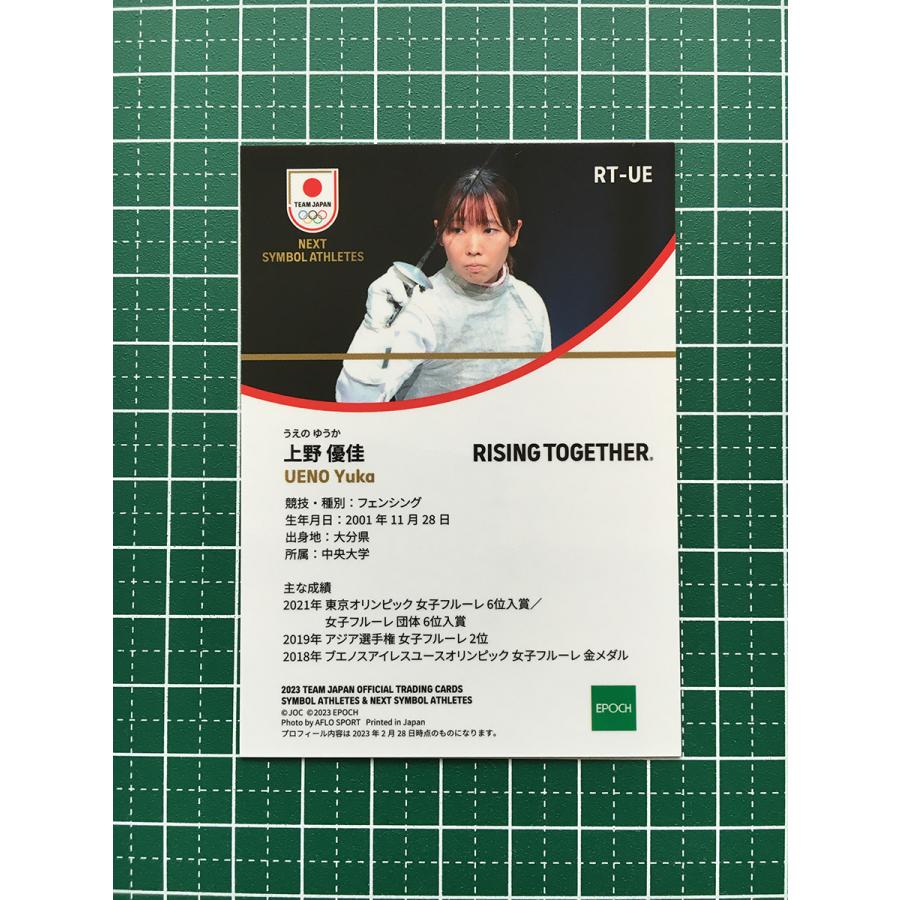 RT-UE
TEAM JAPAN
NEXT
SYMBOL ATHLETES
うえの ゆうか
上野 優佳
UENO Yuka
RISING TOGETHER®
競技・種別：フェンシング
生年月日：2001 年 11 月 28 日
出身地：大分県
所属：中央大学
主な成績
2021年 東京オリンピック 女子フルーレ 6位入賞／
女子フルーレ 団体 6位入賞
2019年 アジア選手権 女子フルーレ 2位
2018年 ブエノスアイレスユースオリンピック 女子フルーレ 金メダル
2023 TEAM JAPAN OFFICIAL TRADING CARDS
SYMBOL ATHLETES & NEXT SYMBOL ATHLETES
©JOC ©2023 EPOCH
Photo by AFLO SPORT Printed in Japan
プロフィール内容は 2023 年 2 月 28 日時点のものになります。
EPOCH